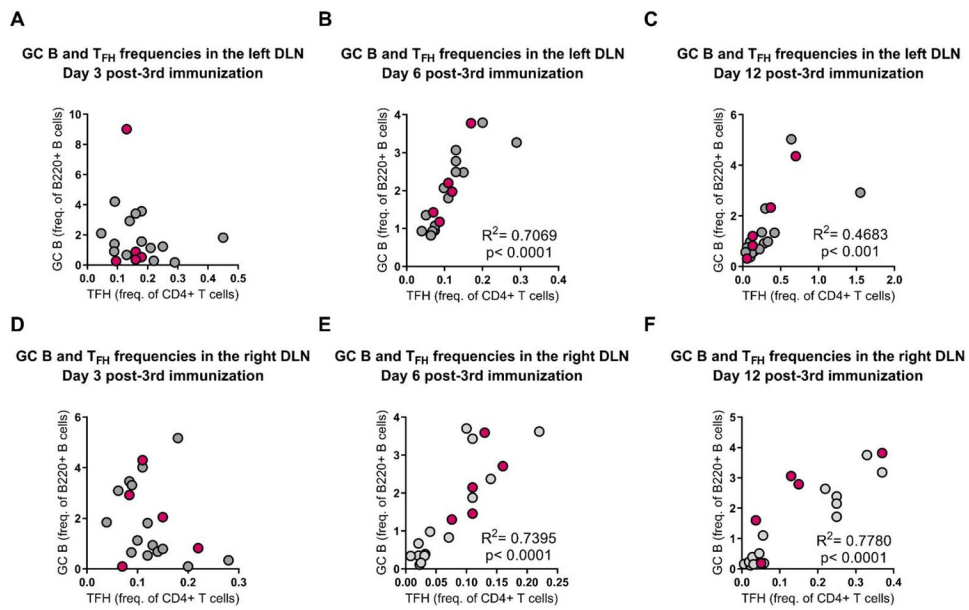 A
GC B and TFH frequencies in the left DLN
Day 3 post-3rd immunization
GC B (freq. of B220+ B cells)
10
8
6
4
2
0
0.0 0.1 0.2 0.3 0.4 0.5
TFH (freq. of CD4+ T cells)
B
GC B and TFH frequencies in the left DLN
Day 6 post-3rd immunization
GC B (freq. of B220+ B cells)
4
3
2
1
0
R2= 0.7069
p< 0.0001
0.0 0.1 0.2 0.3 0.4
TFH (freq. of CD4+ T cells)
C
GC B and TFH frequencies in the left DLN
Day 12 post-3rd immunization
GC B (freq. of B220+ B cells)
6
4
2
0
R2= 0.4683
p< 0.001
0.0 0.5 1.0 1.5 2.0
TFH (freq. of CD4+ T cells)
D
GC B and TFH frequencies in the right DLN
Day 3 post-3rd immunization
GC B (freq. of B220+ B cells)
6
4
2
0
0.0 0.1 0.2 0.3
TFH (freq. of CD4+ T cells)
E
GC B and TFH frequencies in the right DLN
Day 6 post-3rd immunization
GC B (freq. of B220+ B cells)
4
3
2
1
0
R2= 0.7395
p< 0.0001
0.00 0.05 0.10 0.15 0.20 0.25
TFH (freq. of CD4+ T cells)
F
GC B and TFH frequencies in the right DLN
Day 12 post-3rd immunization
GC B (freq. of B220+ B cells)
5
4
3
2
1
0
R2= 0.7780
p< 0.0001
0.0 0.1 0.2 0.3 0.4
TFH (freq. of CD4+ T cells)